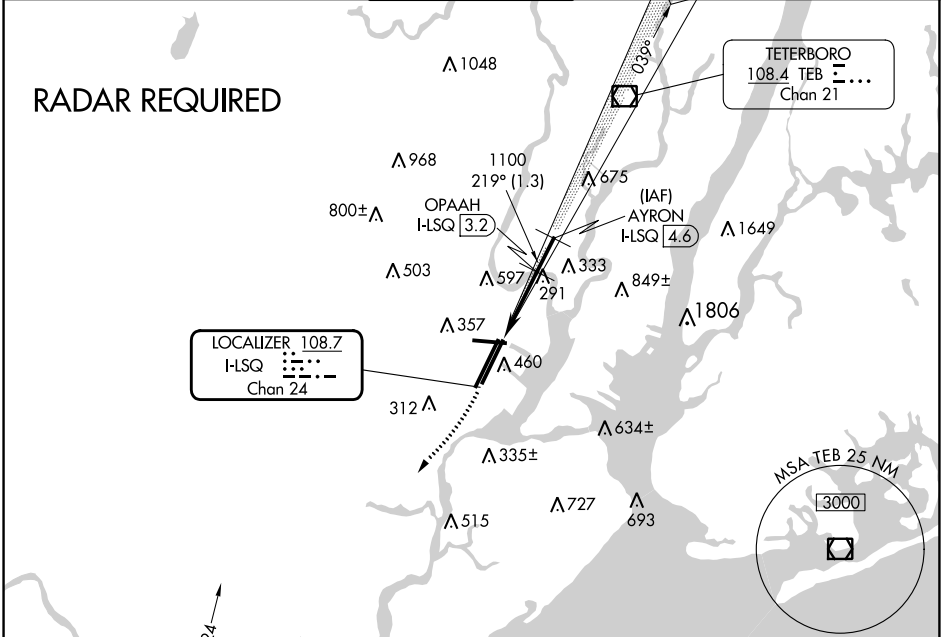 RADAR REQUIRED
1048
039°
TETERBORO
108.4 TEB
Chan 21
968
1100
219° (1.3)
675
800±
OPAAH
I-LSQ 3.2
(IAF)
AYRON
I-LSQ 4.6
1649
503
597
291
333
849±
357
1806
LOCALIZER 108.7
I-LSQ
Chan 24
460
312
634±
335±
MSA TEB 25 NM
3000
727
693
515